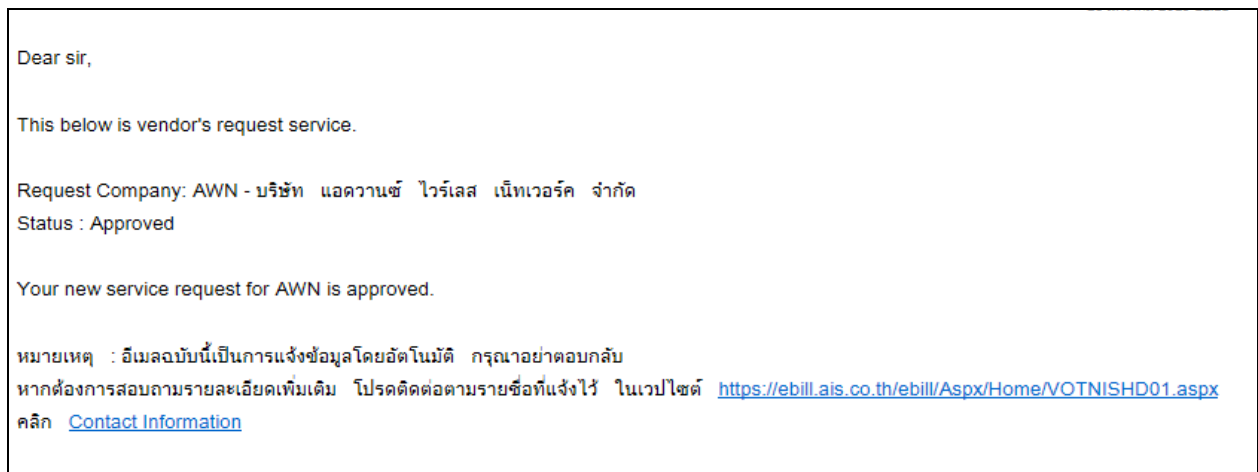 Dear sir,
This below is vendor's request service.
Request Company: AWN - บริษัท แอดวานซ์ ไวร์เลส เน็ทเวอร์ค จำกัด
Status : Approved
Your new service request for AWN is approved.
หมายเหตุ : อีเมลฉบับนี้เป็นการแจ้งข้อมูลโดยอัตโนมัติ กรุณาอย่าตอบกลับ
หากต้องการสอบถามรายละเอียดเพิ่มเติม โปรดติดต่อตามรายชื่อที่แจ้งไว้ ในเวปไซต์ https://ebill.ais.co.th/ebill/Aspx/Home/VOTNISHD01.aspx
คลิก Contact Information